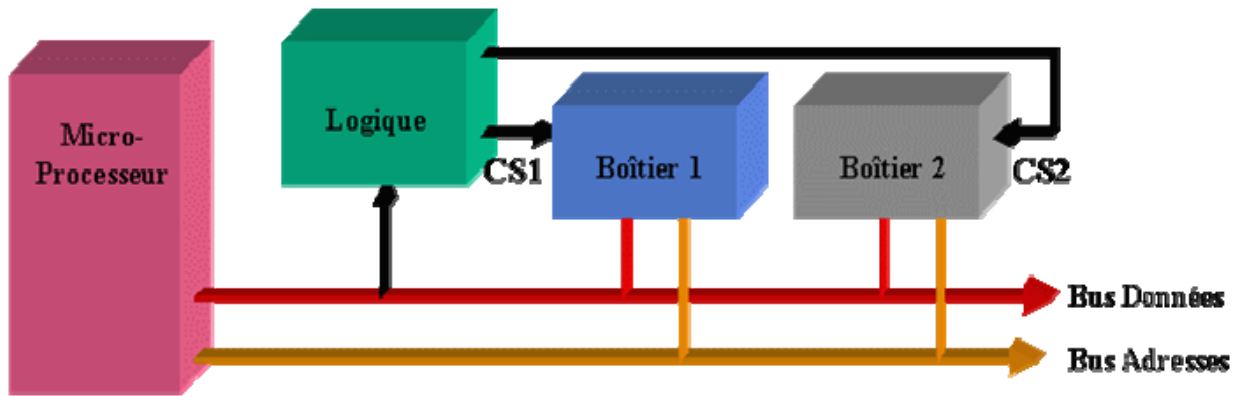 Micro-
Processeur
Logique
CS1
Boîtier 1
Boîtier 2
CS2
Bus Données
Bus Adresses